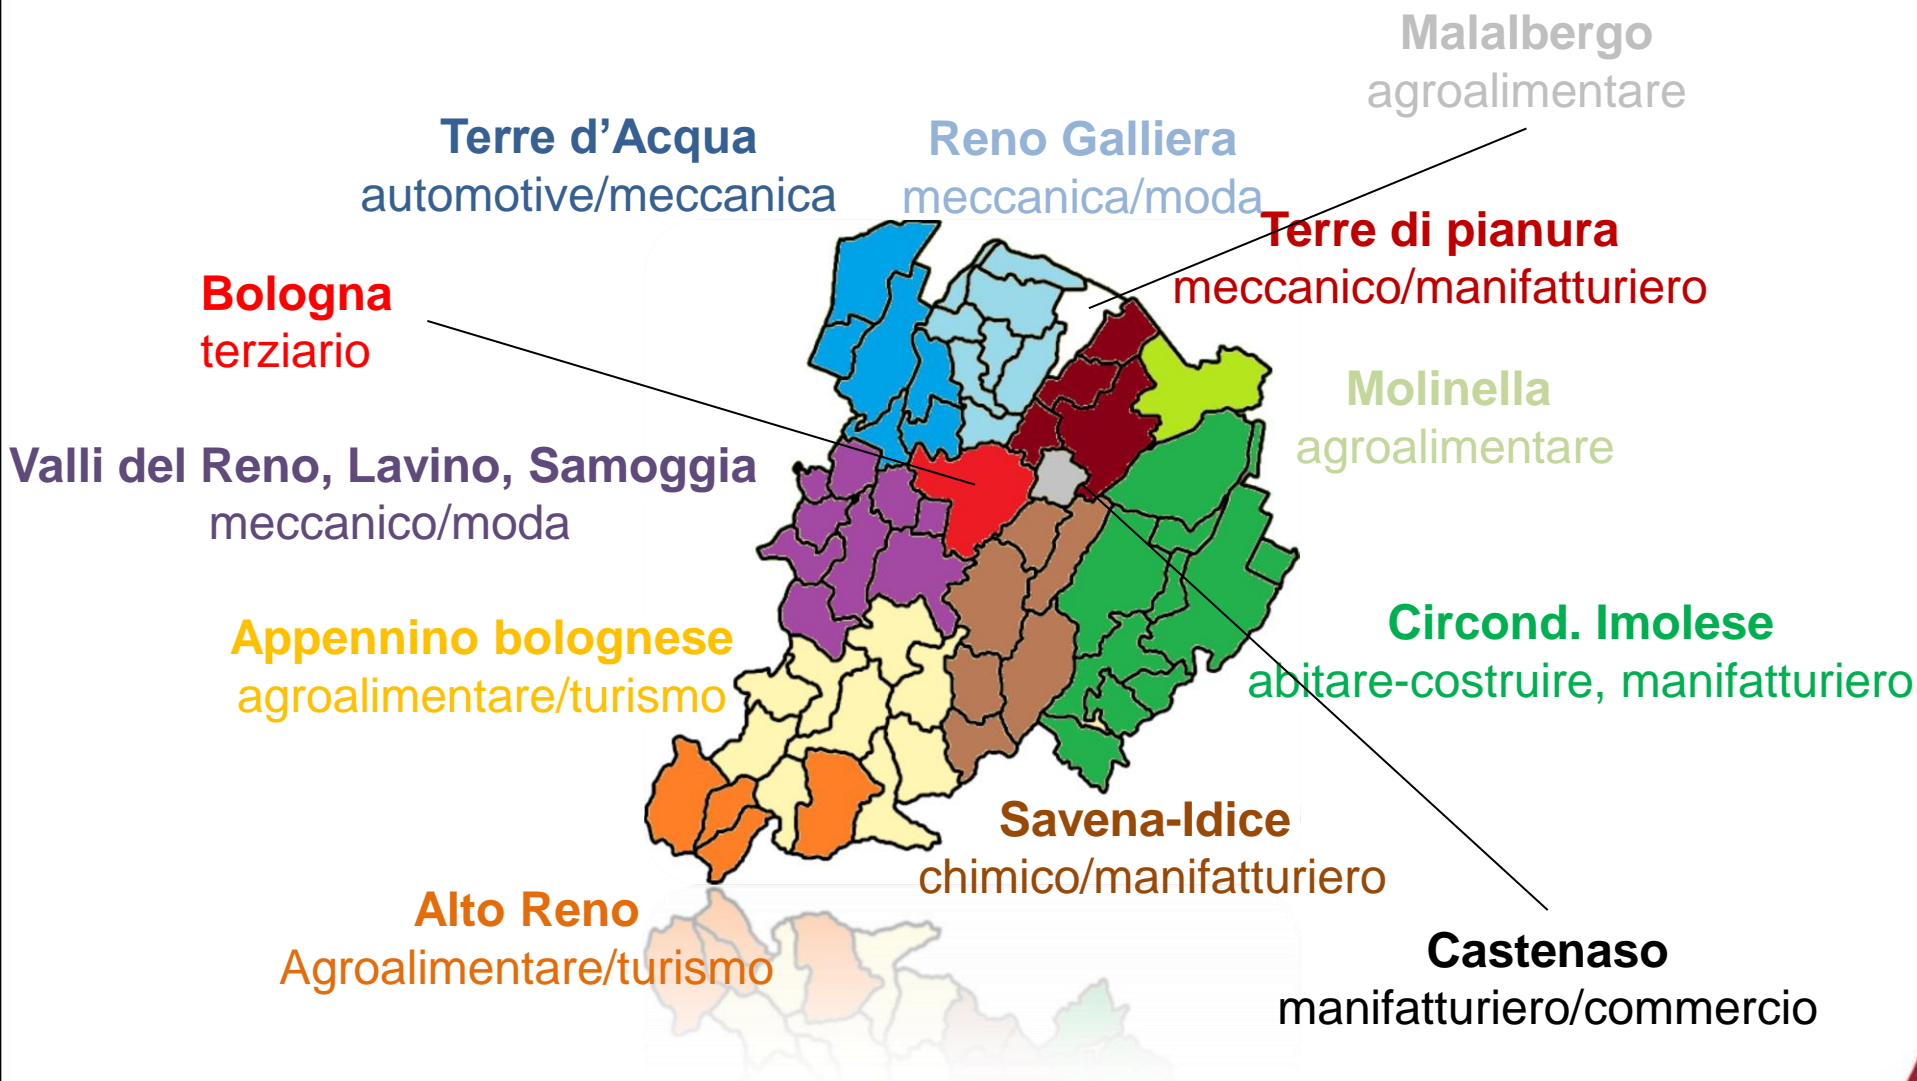 Malalbergo
agroalimentare
Terre d’Acqua
automotive/meccanica
Reno Galliera
meccanica/moda
Terre di pianura
meccanico/manifatturiero
Bologna
terziario
Molinella
agroalimentare
Valli del Reno, Lavino, Samoggia
meccanico/moda
Circond. Imolese
abitare-costruire, manifatturiero
Appennino bolognese
agroalimentare/turismo
Savena-Idice
chimico/manifatturiero
Alto Reno
Agroalimentare/turismo
Castenaso
manifatturiero/commercio